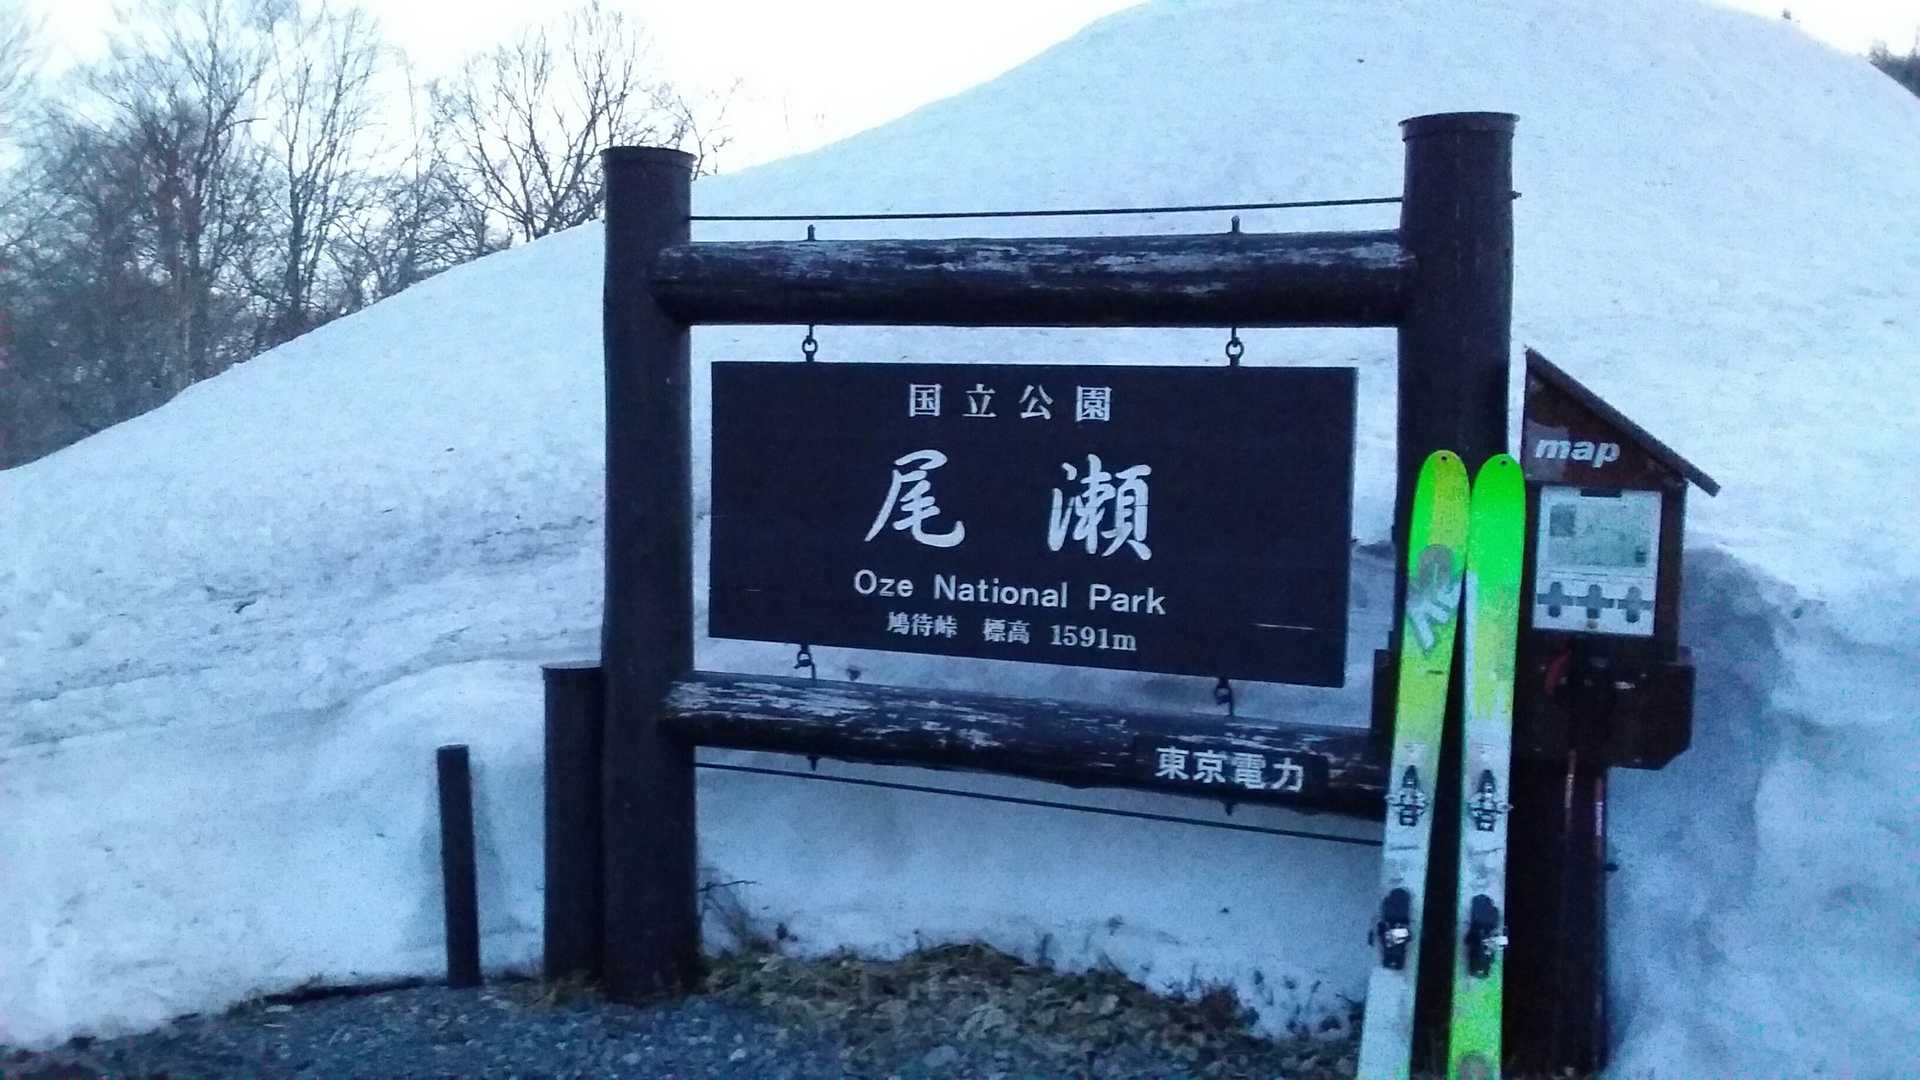 国立公園
尾瀬
Oze National Park
鳩待峠 標高 1591m
東京電力
map
K2